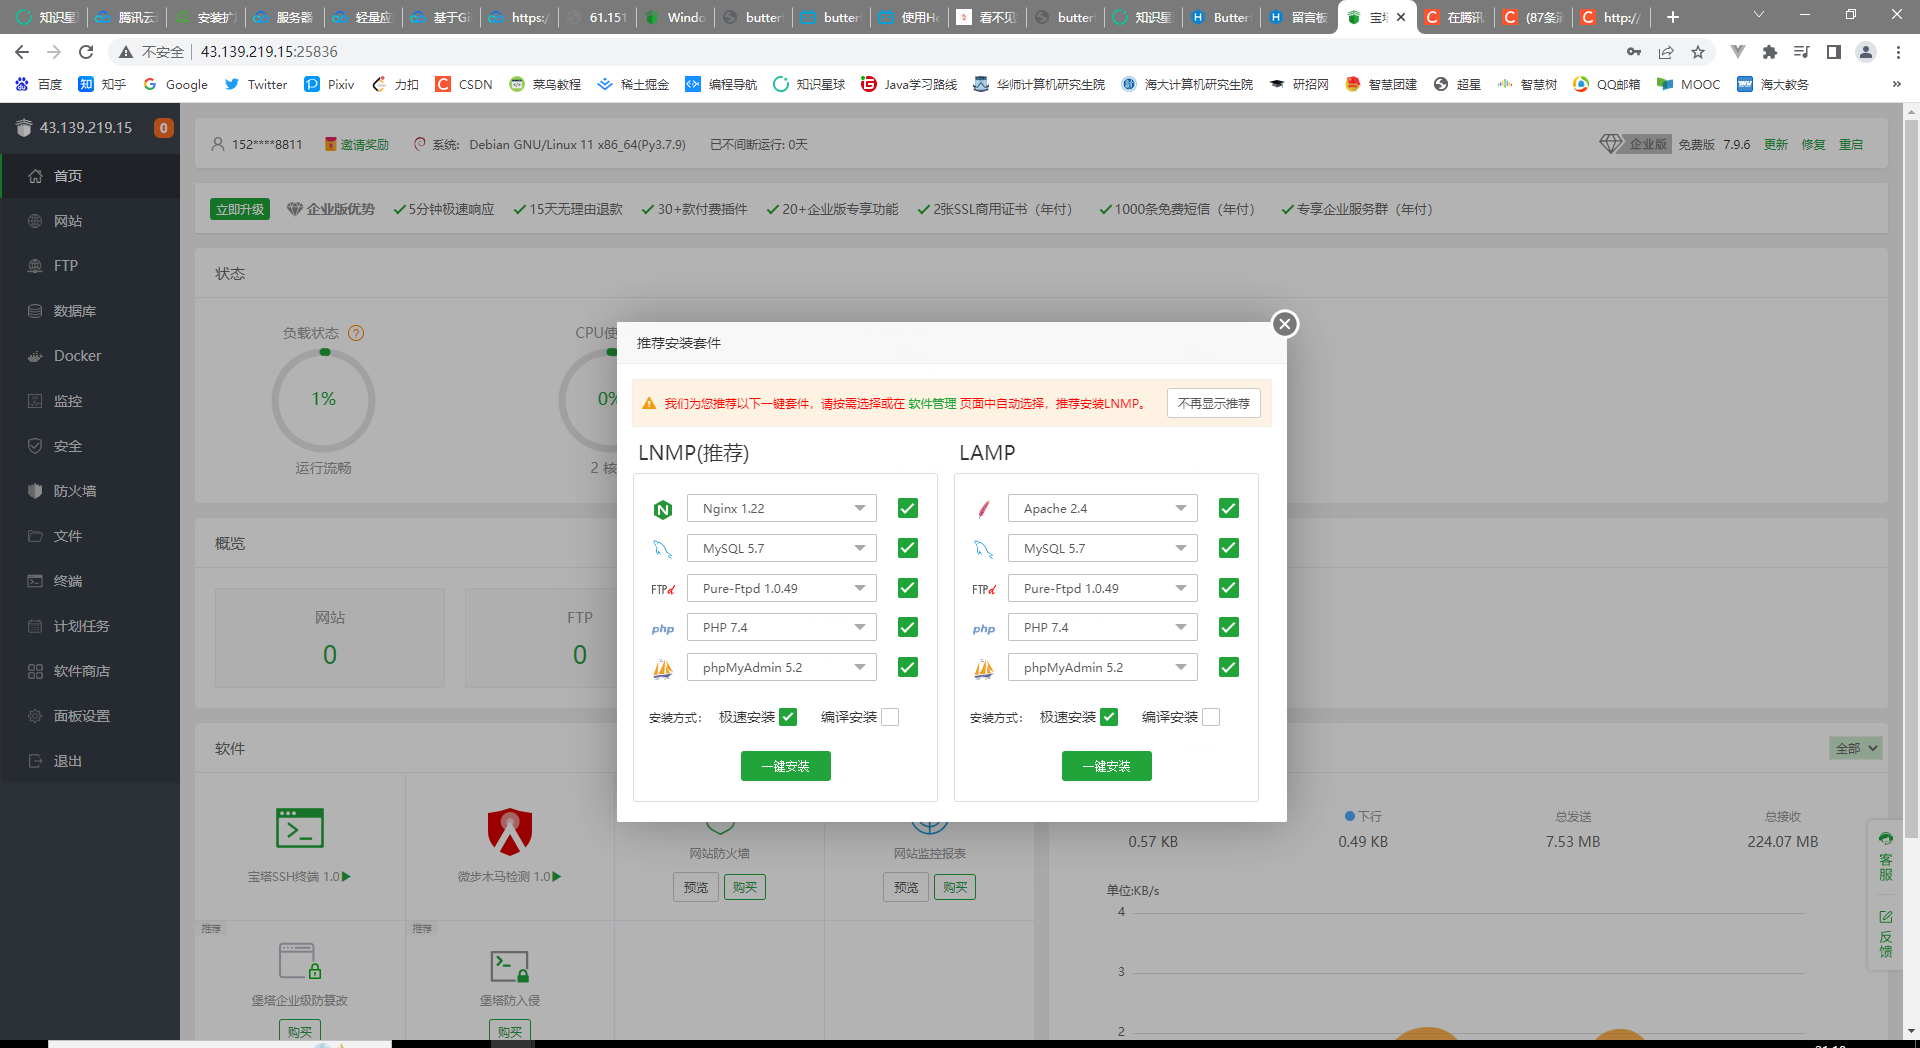 知识星
腾讯云
安装扩
服务器
轻量应
基于Gi
https:/
61.151
Windo
butter
butter
使用He
看不见
butter
知识星
Butter
留言板
宝塔
在腾讯
(87条消
http://
不安全 43.139.219.15:25836
百度 知乎 Google Twitter Pixiv 力扣 CSDN 菜鸟教程 稀土掘金 编程导航 知识星球 Java学习路线 华师计算机研究生院 海大计算机研究生院 研招网 智慧团建 超星 智慧树 QQ邮箱 MOOC 海大教务 »
43.139.219.15 0
首页
网站
FTP
数据库
Docker
监控
安全
防火墙
文件
终端
计划任务
软件商店
面板设置
退出
152****8811 邀请奖励 系统: Debian GNU/Linux 11 x86_64(Py3.7.9) 已不间断运行: 0天 企业版 免费版 7.9.6 更新 修复 重启
立即升级 企业版优势 5分钟极速响应 15天无理由退款 30+款付费插件 20+企业版专享功能 2张SSL商用证书（年付） 1000条免费短信（年付） 专享企业服务群（年付）
状态
负载状态 ? CPU使
1% 0%
运行流畅 2 核
概览
网站 FTP
0 0
软件 全部
宝塔SSH终端 1.0
微步木马检测 1.0
网站防火墙
预览 购买
网站监控报表
预览 购买
推荐
堡塔企业级防篡改
购买
推荐
堡塔防入侵
购买
下行 总发送 总接收
0.57 KB 0.49 KB 7.53 MB 224.07 MB
单位:KB/s
4
3
2
客服
反馈
推荐安装套件
我们为您推荐以下一键套件，请按需选择或在 软件管理 页面中自动选择，推荐安装LNMP。 不再显示推荐
LNMP(推荐)
Nginx 1.22
MySQL 5.7
FTPd Pure-Ftpd 1.0.49
php PHP 7.4
phpMyAdmin 5.2
安装方式： 极速安装 编译安装
一键安装
LAMP
Apache 2.4
MySQL 5.7
FTPd Pure-Ftpd 1.0.49
php PHP 7.4
phpMyAdmin 5.2
安装方式： 极速安装 编译安装
一键安装